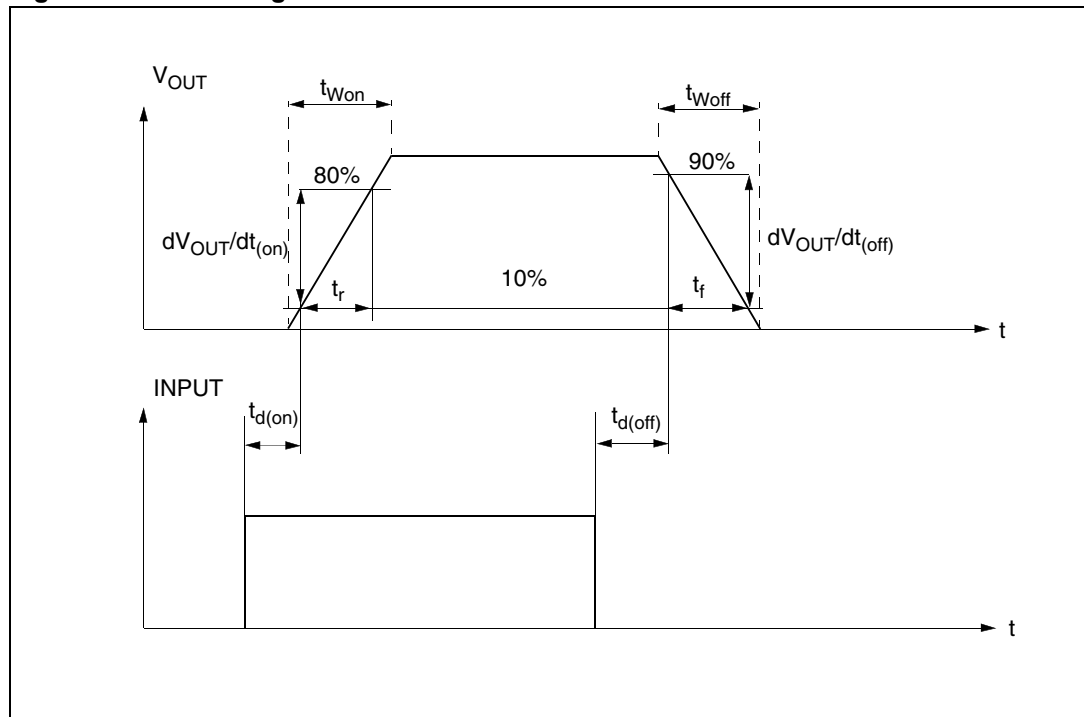 V_OUT
t_Won
t_Woff
80%
90%
dV_OUT/dt_(on)
dV_OUT/dt_(off)
10%
t_r
t_f
t
INPUT
t_d(on)
t_d(off)
t